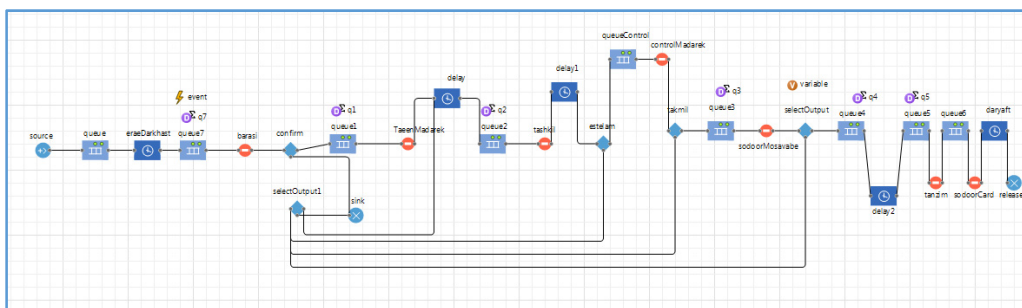 queueControl
controlMadarek
delay1
delay
event
q3
variable
q7
q1
q2
q4
q5
takmil
queue3
selectOutput
source
queue
eraeDarkhast
queue7
barasi
confirm
queue1
TaeenMadarek
queue2
tashkil
estelam
sodoorMosavabe
queue4
queue5
queue6
daryaft
selectOutput1
sink
delay2
tanzim
sodoorCard
release